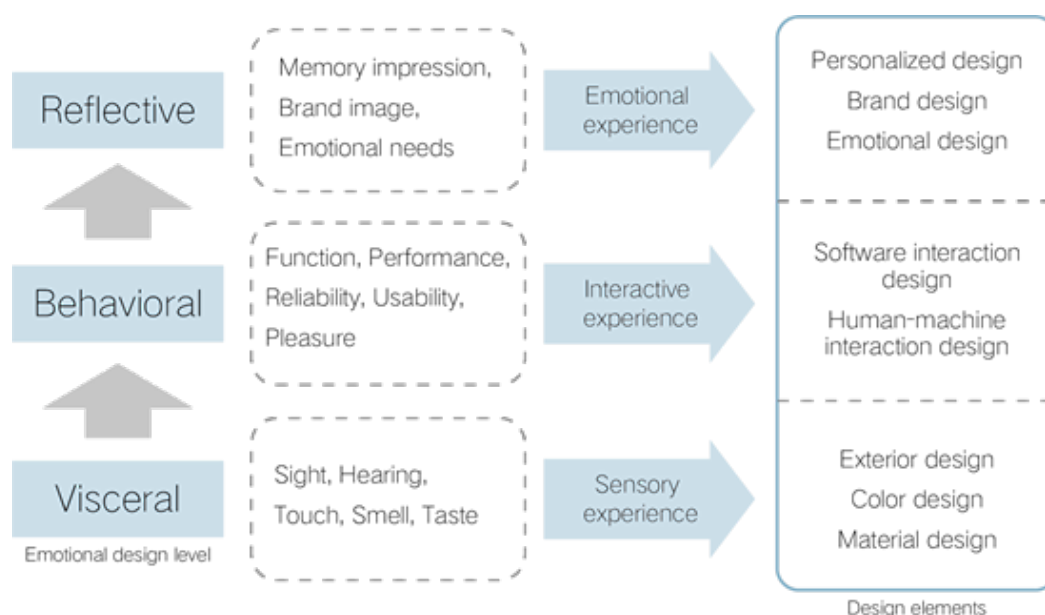 Reflective
Memory impression,
Brand image,
Emotional needs
Emotional
experience
Personalized design
Brand design
Emotional design
Behavioral
Function, Performance,
Reliability, Usability,
Pleasure
Interactive
experience
Software interaction
design
Human-machine
interaction design
Visceral
Emotional design level
Sight, Hearing,
Touch, Smell, Taste
Sensory
experience
Exterior design
Color design
Material design
Design elements